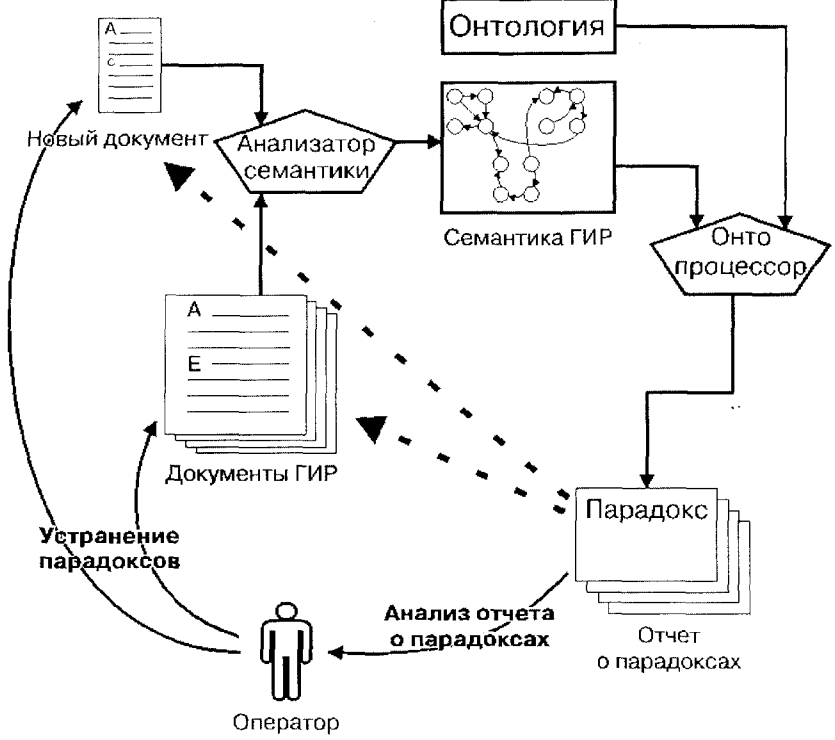 A
C
Новый документ
Онтология
Анализатор
семантики
Семантика ГИР
Онто
процессор
A
E
Документы ГИР
Парадокс
Устранение
парадоксов
Анализ отчета
о парадоксах
Отчет
о парадоксах
Оператор